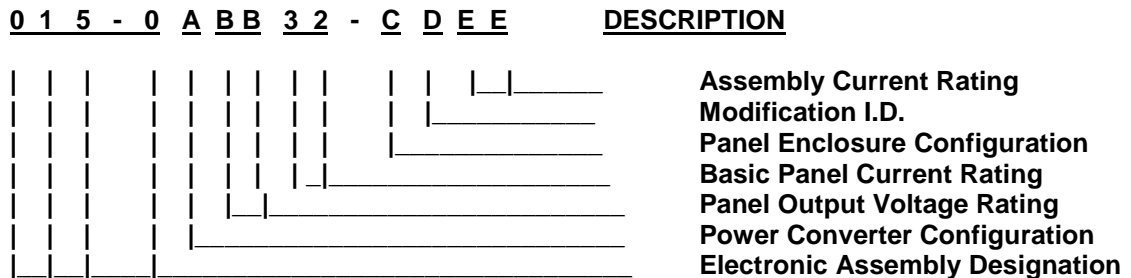 0 1 5 - 0 A B B 3 2 - C D E E DESCRIPTION
Assembly Current Rating
Modification I.D.
Panel Enclosure Configuration
Basic Panel Current Rating
Panel Output Voltage Rating
Power Converter Configuration
Electronic Assembly Designation